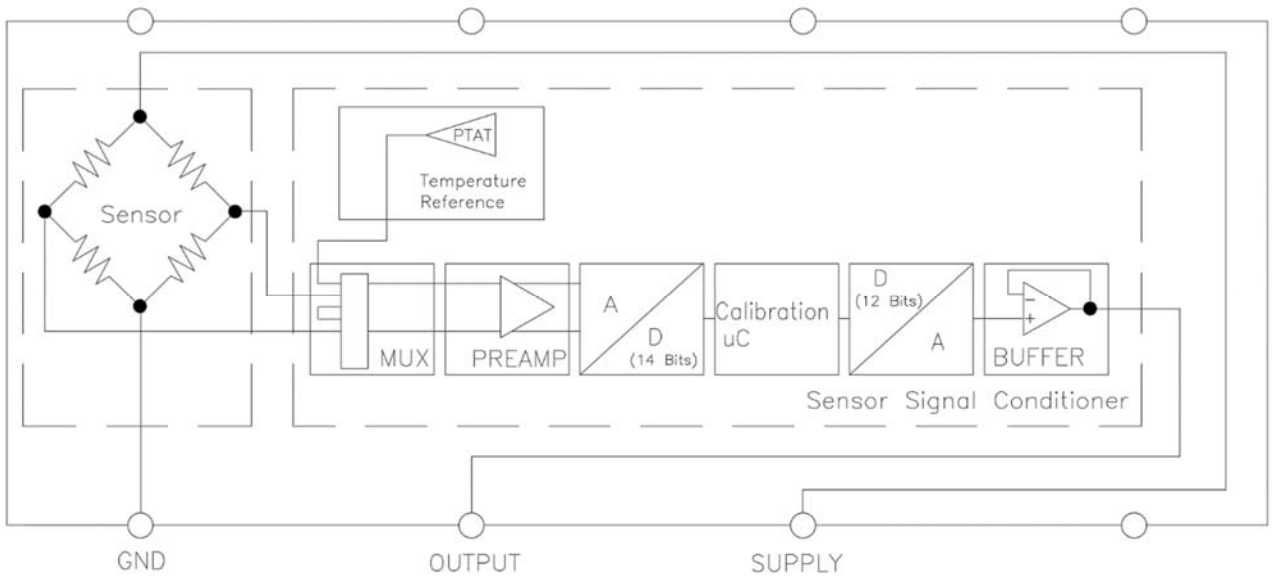 PTAT
Temperature
Reference
Sensor
A
D
(14 Bits)
Calibration
uC
D
(12 Bits)
A
−
+
MUX
PREAMP
BUFFER
Sensor Signal Conditioner
GND
OUTPUT
SUPPLY